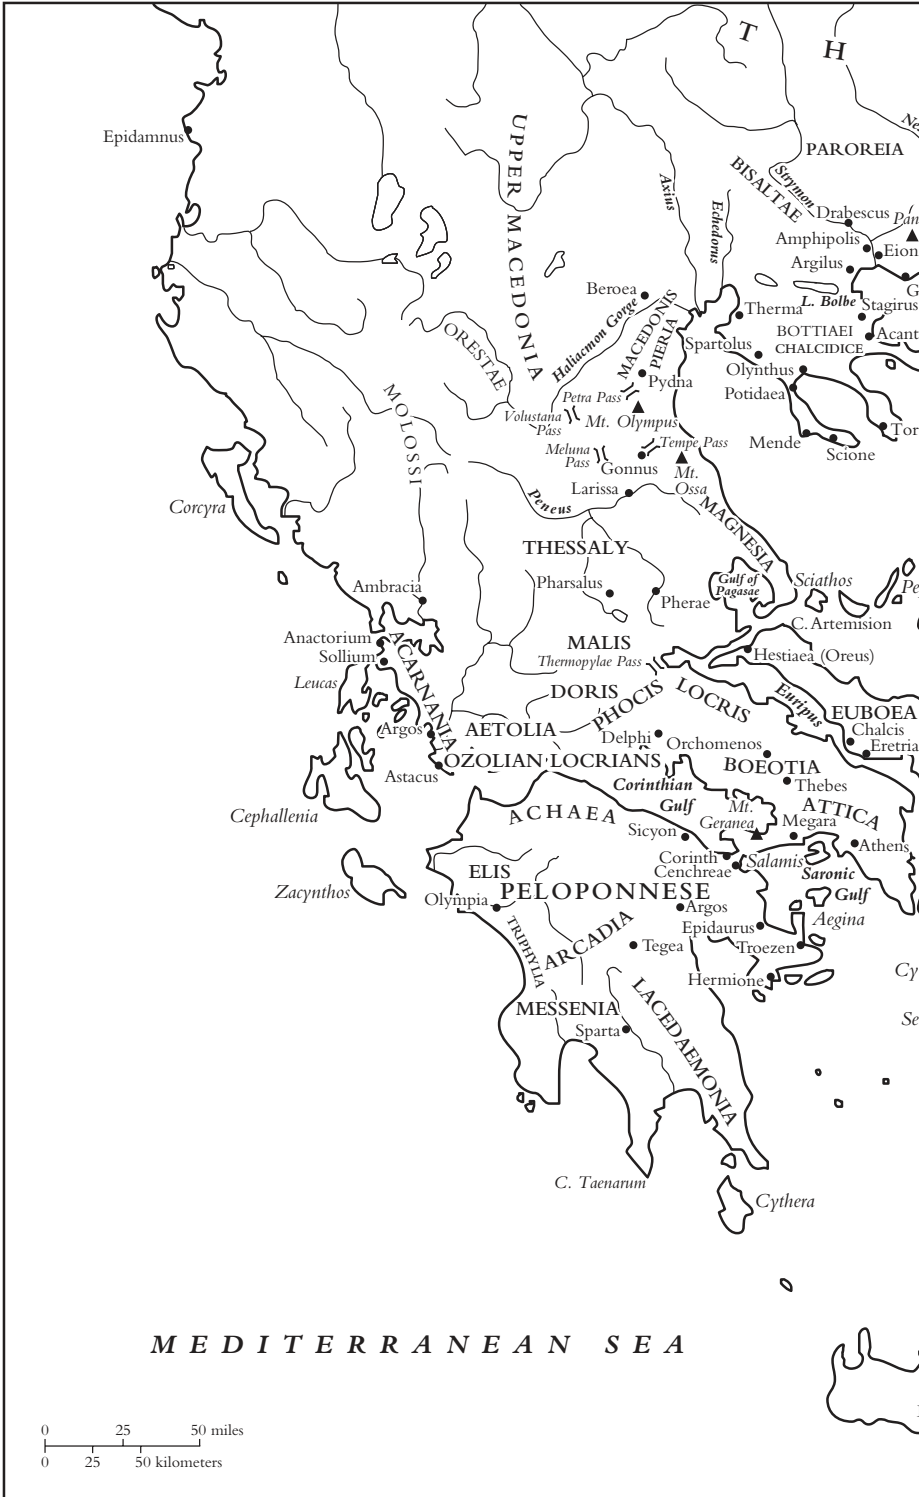 T
H
Epidamnus
UPPER MACEDONIA
PAROREIA
BISALTAE
Strymon
Axius
Echedorus
Drabescus
Amphipolis
Eion
Argilus
Beroea
L. Bolbe
Stagirus
Therma
Haliacmon Gorge
MACEDONIS
PIERIA
BOTTIAEI
CHALCIDICE
Spartolus
ORESTAE
Olynthus
Pydna
Potidaea
Petra Pass
MOLOSSI
Volustana
Pass
Mt. Olympus
Mende
Scione
Tempe Pass
Meluna
Pass
Gonnus
Mt.
Ossa
Larissa
Peneus
MAGNESIA
Corcyra
THESSALY
Gulf of
Pagasae
Sciathos
Pharsalus
Pherae
Ambracia
C. Artemision
Anactorium
Sollium
ACARNANIA
MALIS
Thermopylae Pass
Hestiaea (Oreus)
Leucas
DORIS
PHOCIS
LOCRIS
Euripus
EUBOEA
Argos
AETOLIA
Delphi
Orchomenos
Chalcis
Eretria
Astacus
OZOLIAN LOCRIANS
BOEOTIA
Thebes
Corinthian
Gulf
Cephallenia
ACHAEA
Mt.
Geranea
ATTICA
Megara
Sicyon
Athens
Corinth
Cenchreae
Salamis
Saronic
Gulf
Zacynthos
ELIS
PELOPONNESE
Olympia
Argos
Aegina
TRIPHYLIA
ARCADIA
Epidaurus
Tegea
Troezen
Hermione
MESSENIA
LACEDAEMONIA
Sparta
C. Taenarum
Cythera
MEDITERRANEAN SEA
0 25 50 miles
0 25 50 kilometers